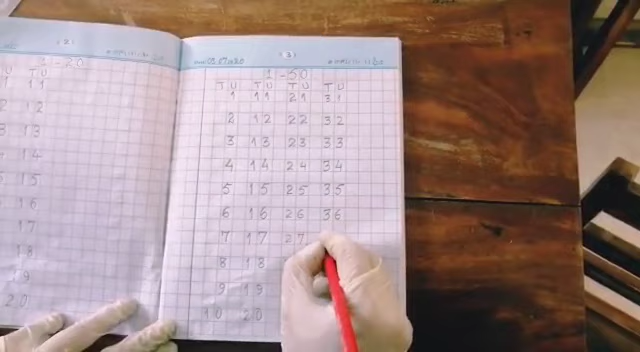 1 - 20
T U
11
12
13
14
15
16
17
18
19
20
1 - 50
T U T U T U T U
1 11 21 31
2 12 22 32
3 13 23 33
4 14 24 34
5 15 25 35
6 16 26 36
7 17 27
8 18
9 19
10 20